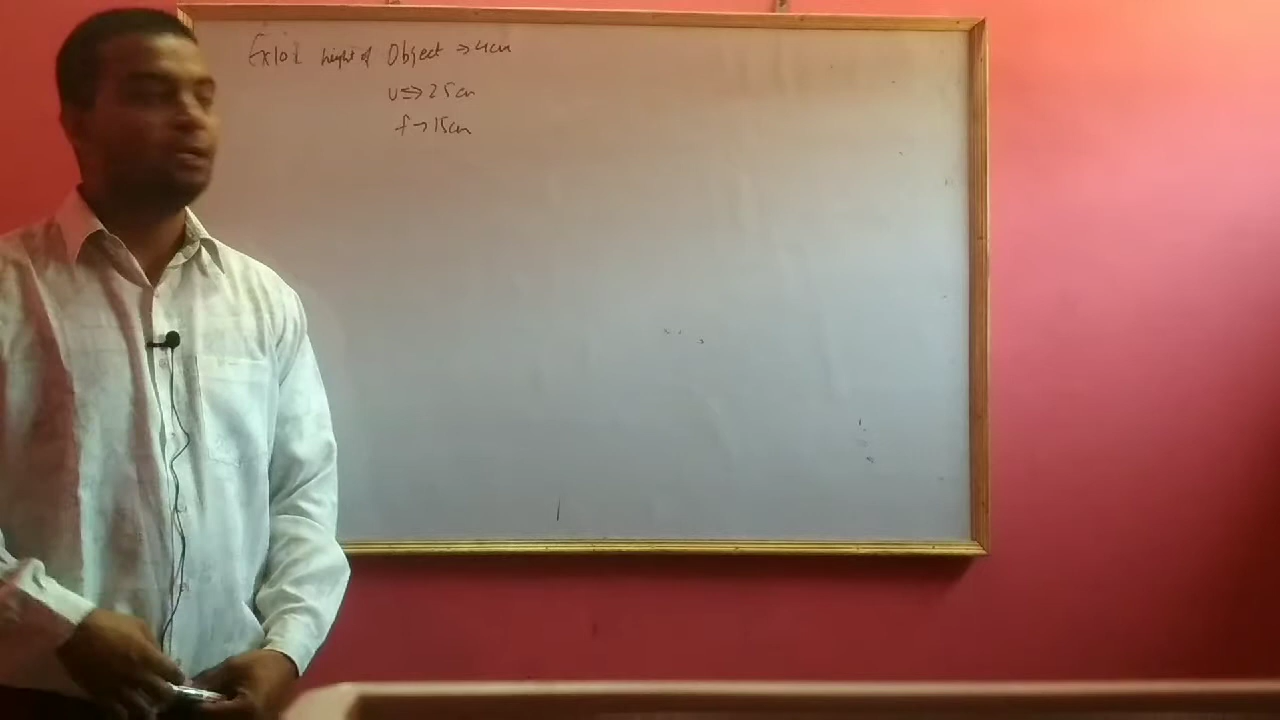 Ex10.2 height of Object → 4cm
u ⇒ 25cm
f → 15cm